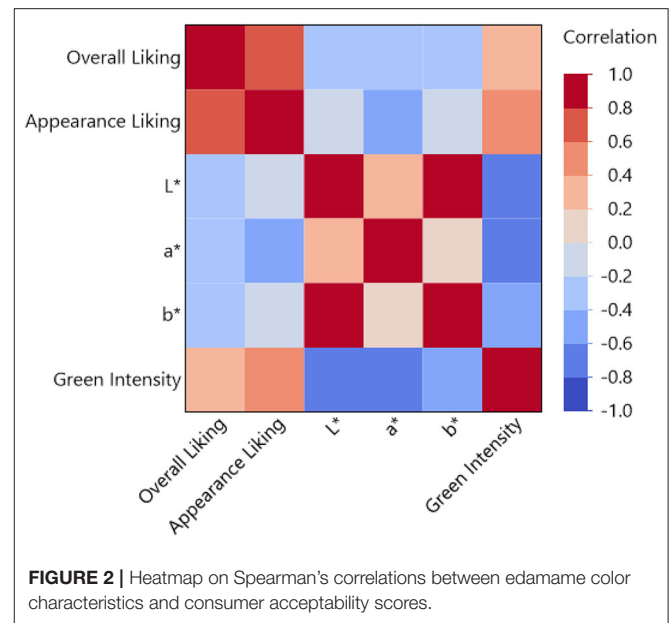 Correlation
Overall Liking
Appearance Liking
L*
a*
b*
Green Intensity
1.0
0.8
0.6
0.4
0.2
0.0
-0.2
-0.4
-0.6
-0.8
-1.0
Overall Liking
Appearance Liking
L*
a*
b*
Green Intensity
FIGURE 2 | Heatmap on Spearman's correlations between edamame color
characteristics and consumer acceptability scores.